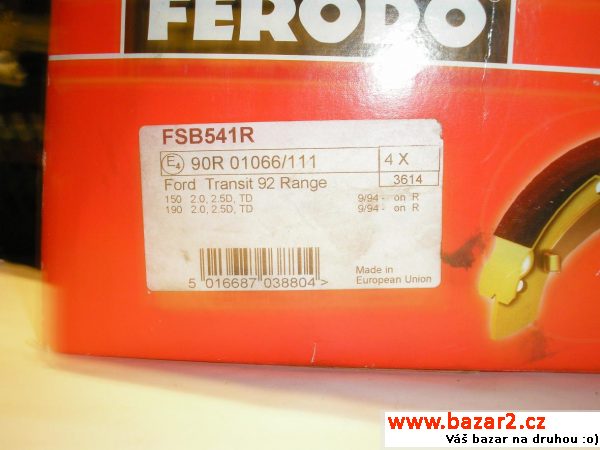 FERODO
FSB541R
E4 90R 01066/111 4 X
Ford Transit 92 Range 3614
150 2.0, 2.5D, TD 9/94 - on R
190 2.0, 2.5D, TD 9/94 - on R
5 016687 038804 >
Made in
European Union
www.bazar2.cz
Váš bazar na druhou :o)